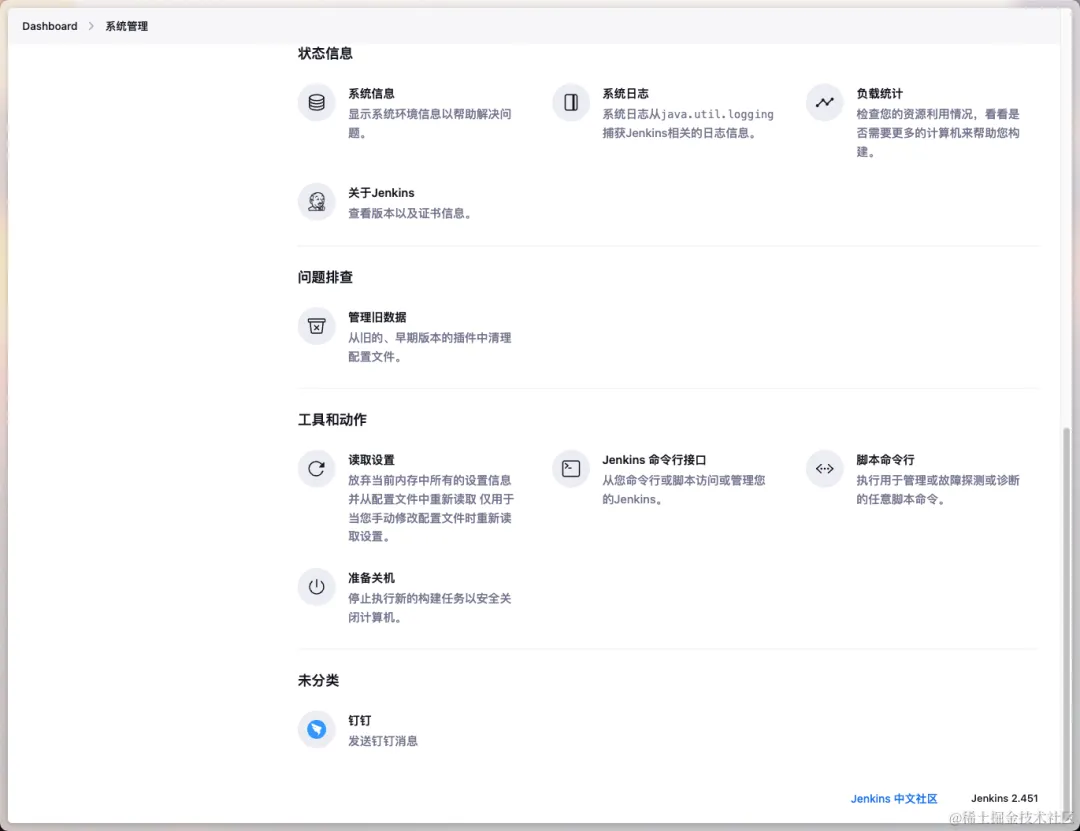 Dashboard > 系统管理
状态信息
系统信息
显示系统环境信息以帮助解决问
题。
系统日志
系统日志从java.util.logging
捕获Jenkins相关的日志信息。
负载统计
检查您的资源利用情况，看看是
否需要更多的计算机来帮助您构
建。
关于Jenkins
查看版本以及证书信息。
问题排查
管理旧数据
从旧的、早期版本的插件中清理
配置文件。
工具和动作
读取设置
放弃当前内存中所有的设置信息
并从配置文件中重新读取 仅用于
当您手动修改配置文件时重新读
取设置。
Jenkins 命令行接口
从您命令行或脚本访问或管理您
的Jenkins。
脚本命令行
执行用于管理或故障探测或诊断
的任意脚本命令。
准备关机
停止执行新的构建任务以安全关
闭计算机。
未分类
钉钉
发送钉钉消息
Jenkins 中文社区
Jenkins 2.451
@稀土掘金技术社区